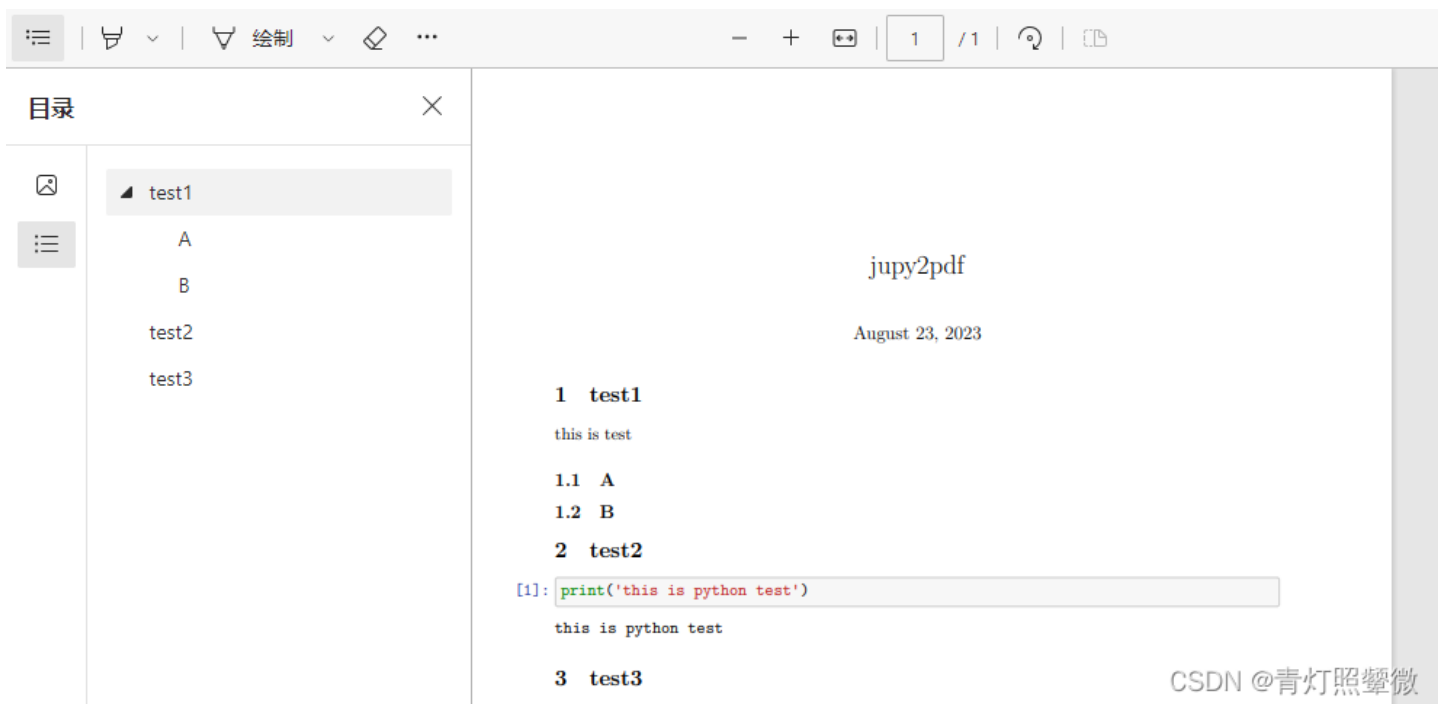 绘制
1
/1
目录
test1
A
B
test2
test3
jupy2pdf
August 23, 2023
1 test1
this is test
1.1 A
1.2 B
2 test2
[1]: print('this is python test')
this is python test
3 test3
CSDN @青灯照颦微